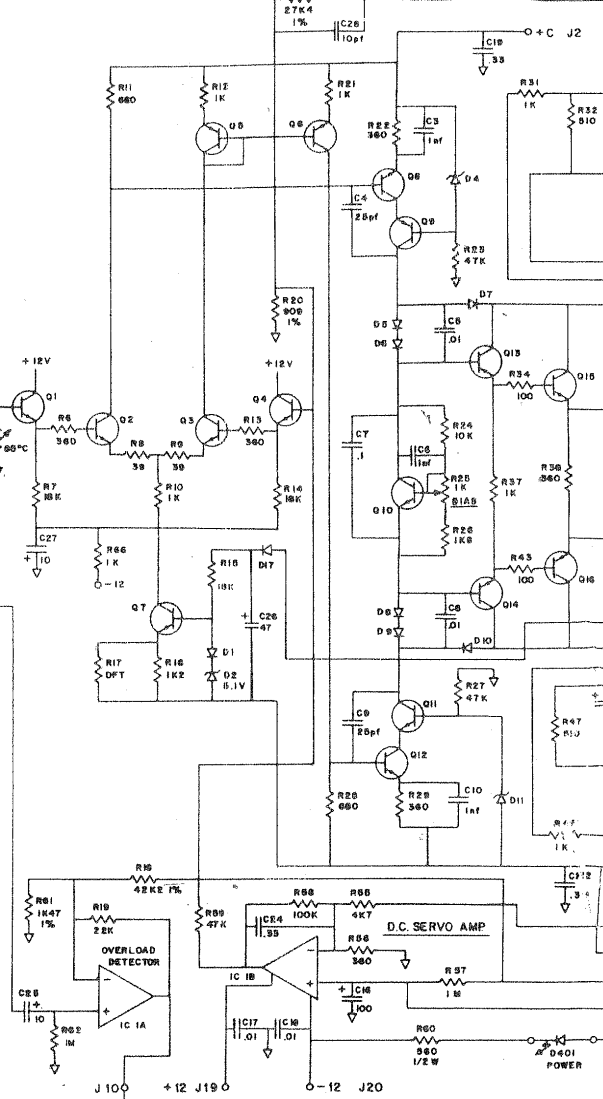 27K4
1%
C28
10pf
+C J2
C19
.33
R11
660
R12
1K
R21
1K
R31
1K
R32
510
Q5
Q6
R22
360
C3
1nf
Q8
D4
C4
25pf
Q9
R23
47K
R20
909
1%
D7
D5
D6
C5
.01
Q13
+12V
+12V
Q1
Q2
Q3
Q4
R34
100
Q15
R6
360
R13
360
R8
39
R9
39
C7
.1
R24
10K
C6
1nf
R25
1K
BIAS
R37
1K
R38
360
R7
18K
R10
1K
R14
18K
Q10
R26
1K8
C27
+ 10
R66
1K
-12
R15
18K
D17
R43
100
Q16
Q7
C26
47
+
D8
D9
C8
.01
Q14
D10
R17
DFT
R16
1K2
D1
D2
5.1V
R27
47K
Q11
C9
25pf
Q12
R47
510
R28
660
R29
360
C10
1nf
D11
1K
R18
42K2 1%
R61
1K47
1%
R19
22K
R59
47K
R58
100K
R55
4K7
C24
.33
D.C. SERVO AMP
R56
360
OVERLOAD
DETECTOR
IC 1A
IC 1B
C25
+
10
R62
1M
C16
+
100
R57
1M
C17
.01
C18
.01
R60
560
1/2 W
D401
POWER
J10
+12 J19
-12 J20